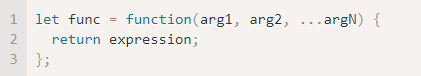 1 let func = function(arg1, arg2, ...argN) {
2   return expression;
3 };